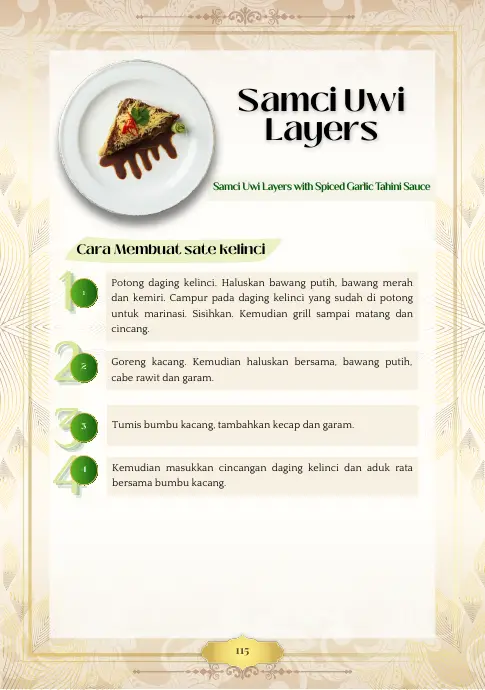 Samci Uwi
Layers
Samci Uwi Layers with Spiced Garlic Tahini Sauce
Cara Membuat sate kelinci
1
Potong daging kelinci. Haluskan bawang putih, bawang merah
dan kemiri. Campur pada daging kelinci yang sudah di potong
untuk marinasi. Sisihkan. Kemudian grill sampai matang dan
cincang.
2
Goreng kacang. Kemudian haluskan bersama, bawang putih,
cabe rawit dan garam.
3
Tumis bumbu kacang, tambahkan kecap dan garam.
4
Kemudian masukkan cincangan daging kelinci dan aduk rata
bersama bumbu kacang.
115